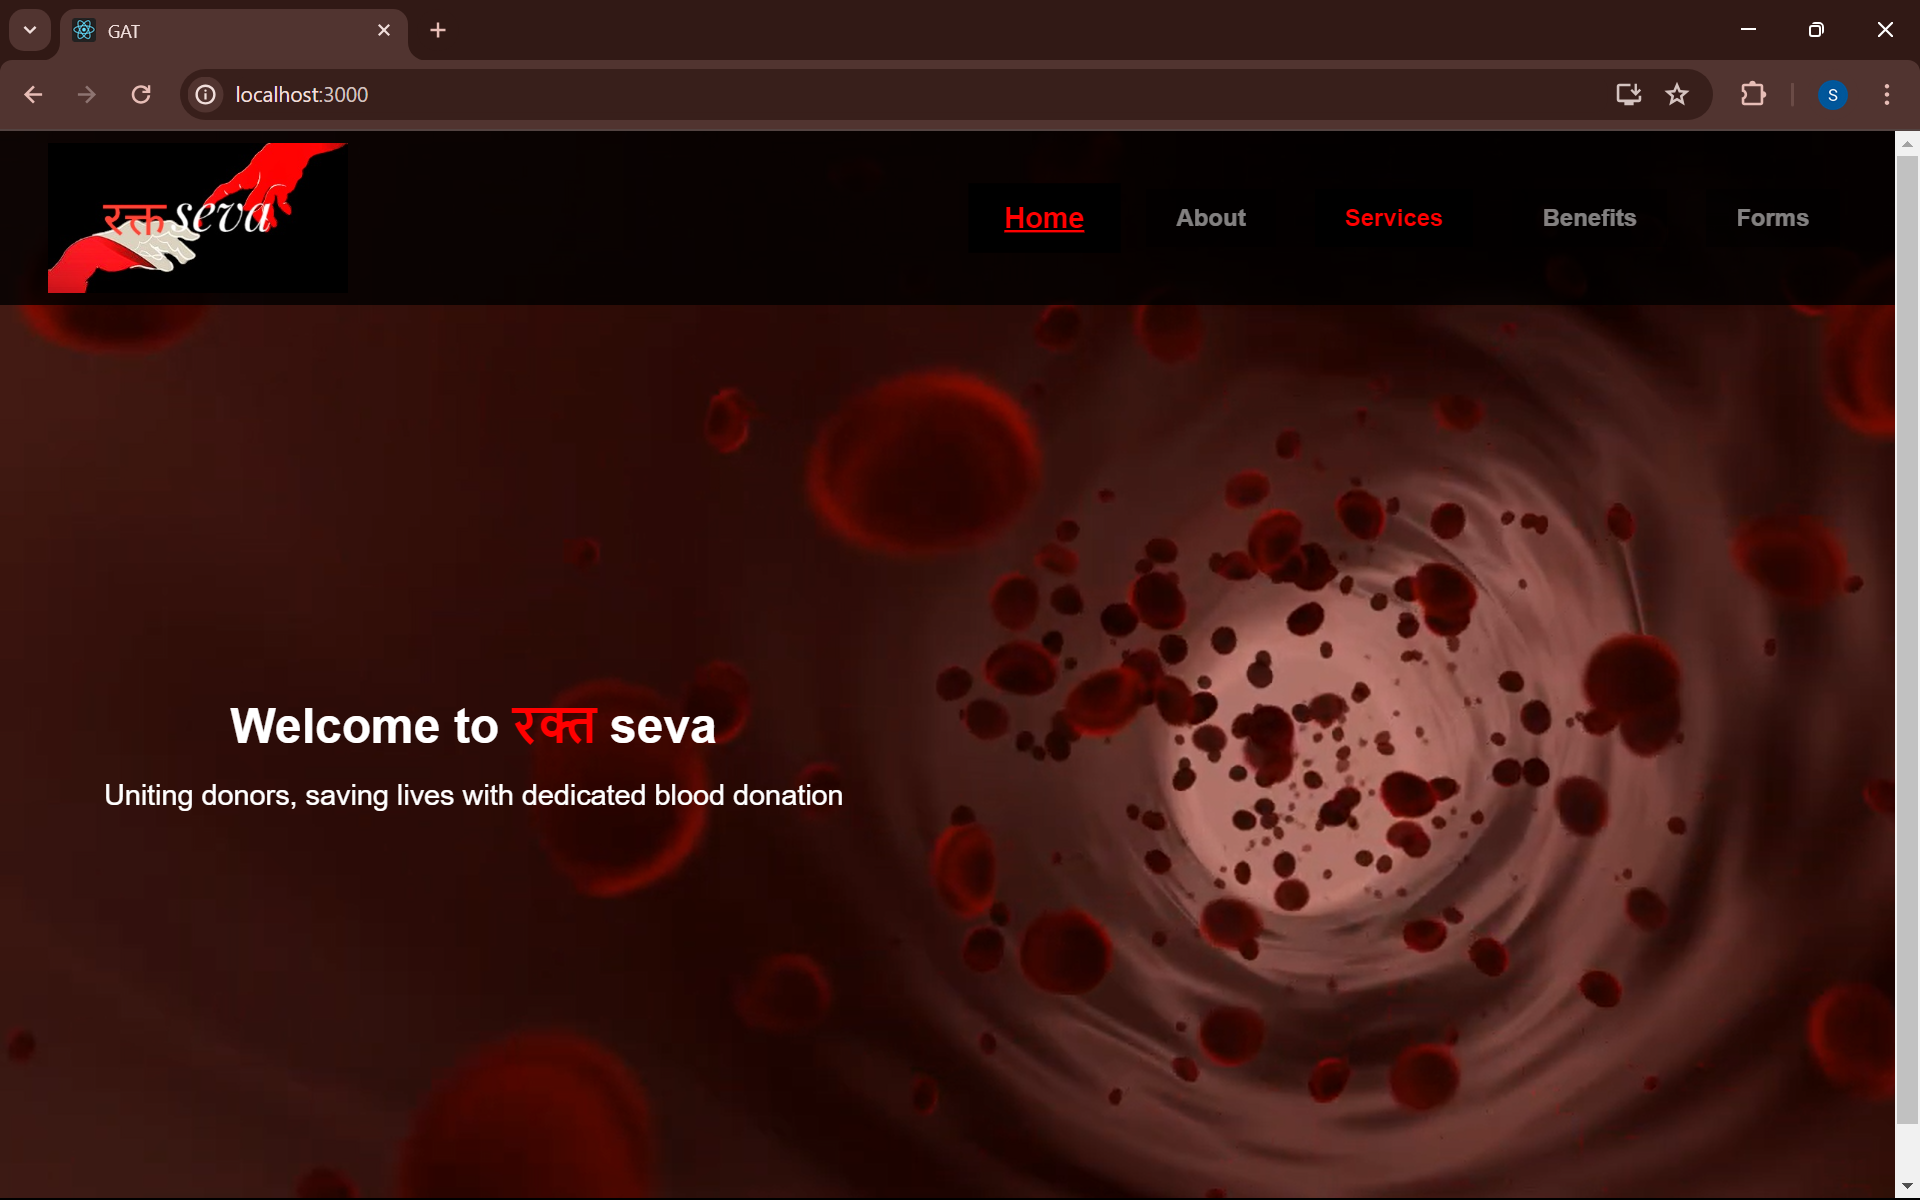 GAT
localhost:3000
S
रक्त seva
Home About Services Benefits Forms
Welcome to रक्त seva
Uniting donors, saving lives with dedicated blood donation